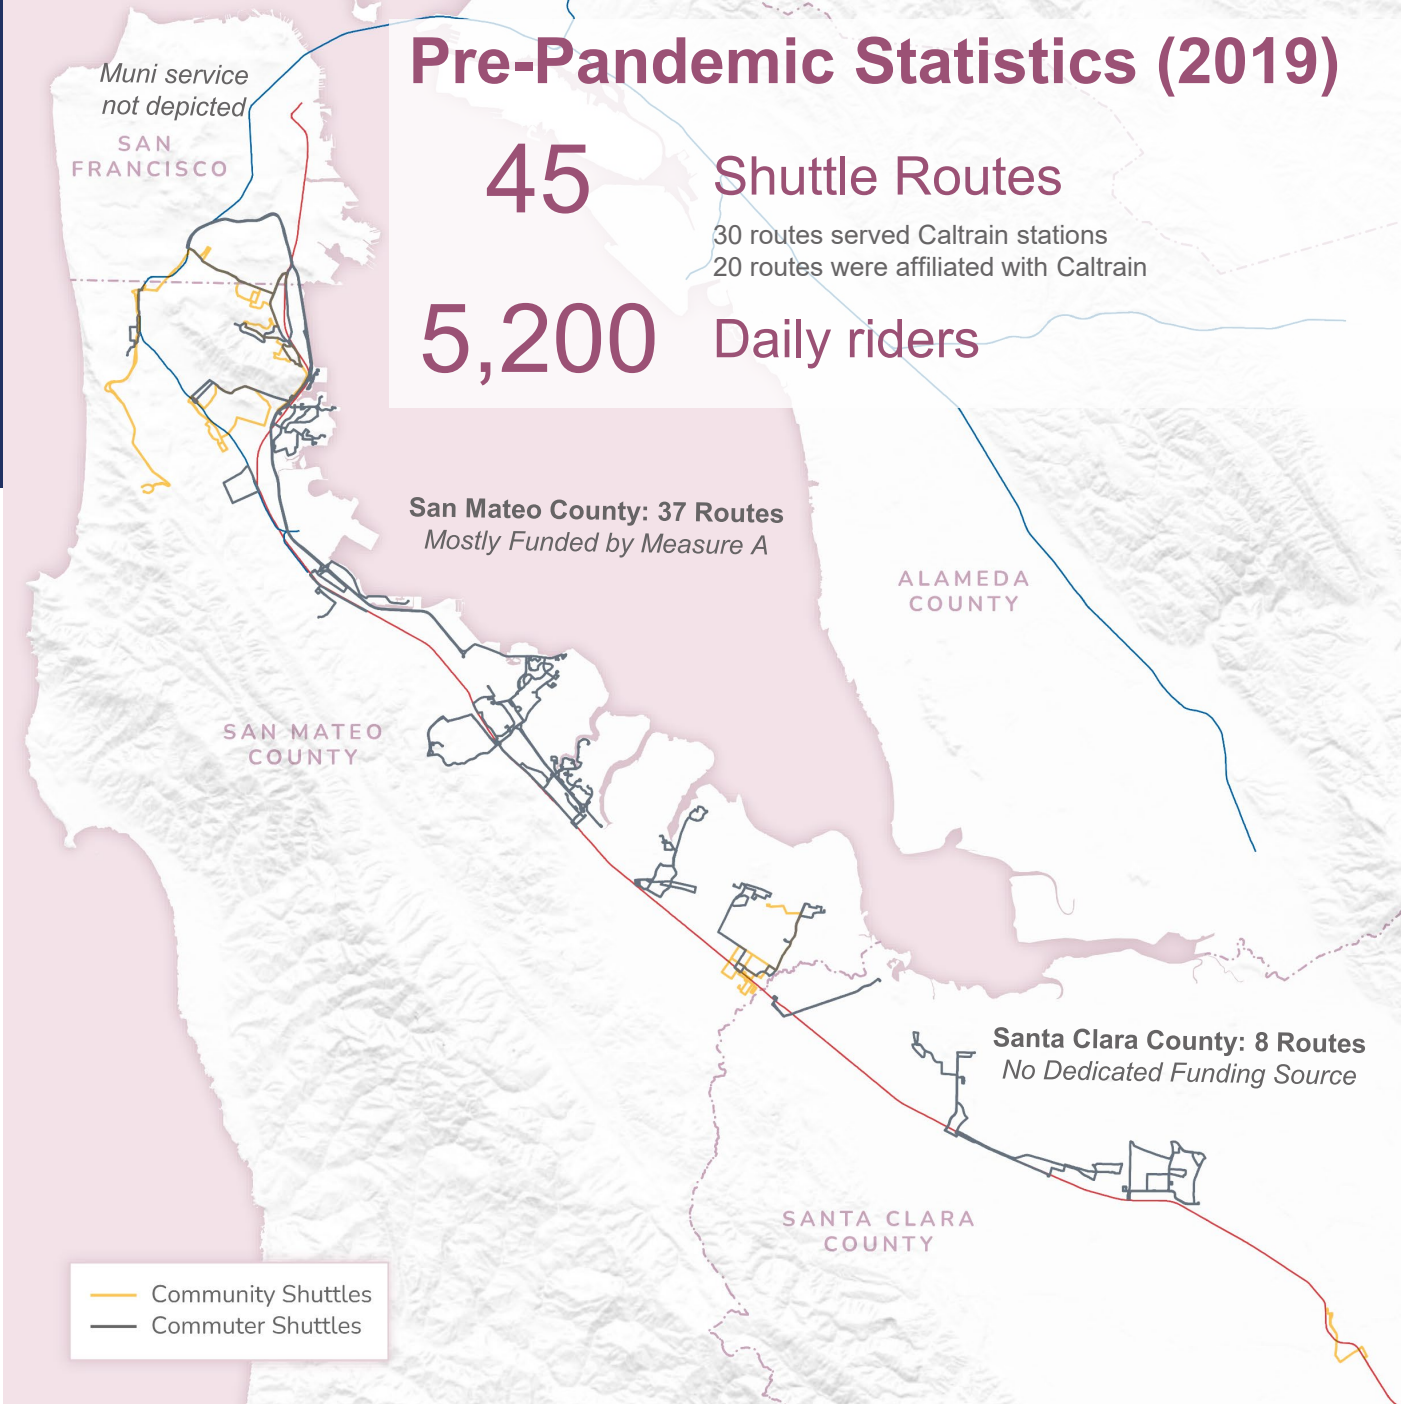 Pre-Pandemic Statistics (2019)
45
Shuttle Routes
30 routes served Caltrain stations
20 routes were affiliated with Caltrain
5,200
Daily riders
Muni service
not depicted
SAN
FRANCISCO
San Mateo County: 37 Routes
Mostly Funded by Measure A
ALAMEDA
COUNTY
SAN MATEO
COUNTY
Santa Clara County: 8 Routes
No Dedicated Funding Source
SANTA CLARA
COUNTY
Community Shuttles
Commuter Shuttles